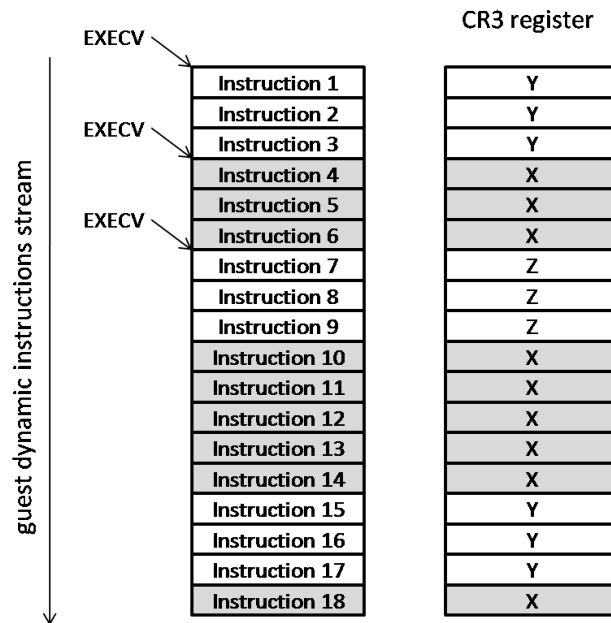 CR3 register
EXECV
Instruction 1 Y
Instruction 2 Y
EXECV
Instruction 3 Y
Instruction 4 X
Instruction 5 X
EXECV
Instruction 6 X
Instruction 7 Z
Instruction 8 Z
Instruction 9 Z
Instruction 10 X
Instruction 11 X
Instruction 12 X
Instruction 13 X
Instruction 14 X
Instruction 15 Y
Instruction 16 Y
Instruction 17 Y
Instruction 18 X
guest dynamic instructions stream